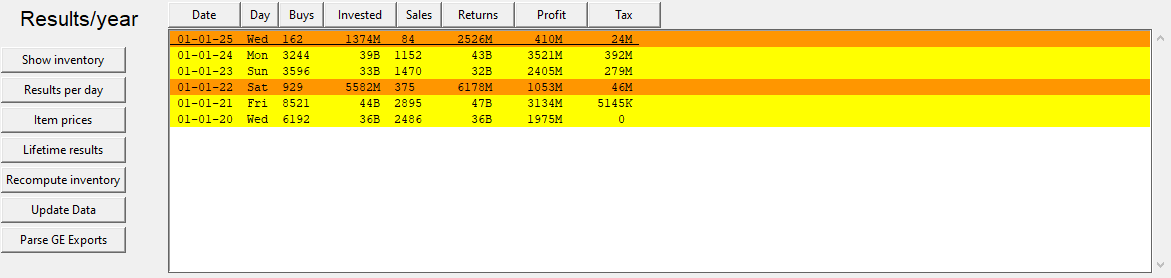 Results/year
Date Day Buys Invested Sales Returns Profit Tax
01-01-25 Wed 162 1374M 84 2526M 410M 24M
01-01-24 Mon 3244 39B 1152 43B 3521M 392M
01-01-23 Sun 3596 33B 1470 32B 2405M 279M
01-01-22 Sat 929 5582M 375 6178M 1053M 46M
01-01-21 Fri 8521 44B 2895 47B 3134M 5145K
01-01-20 Wed 6192 36B 2486 36B 1975M 0
Show inventory
Results per day
Item prices
Lifetime results
Recompute inventory
Update Data
Parse GE Exports